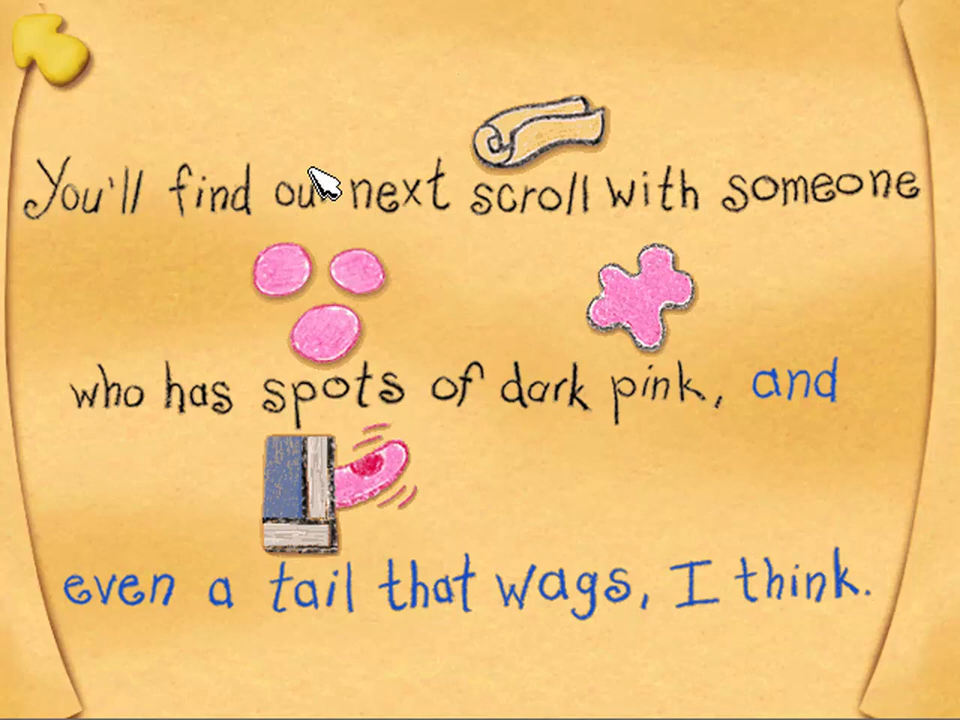 You'll find our next scroll with someone
who has spots of dark pink, and
even a tail that wags, I think.